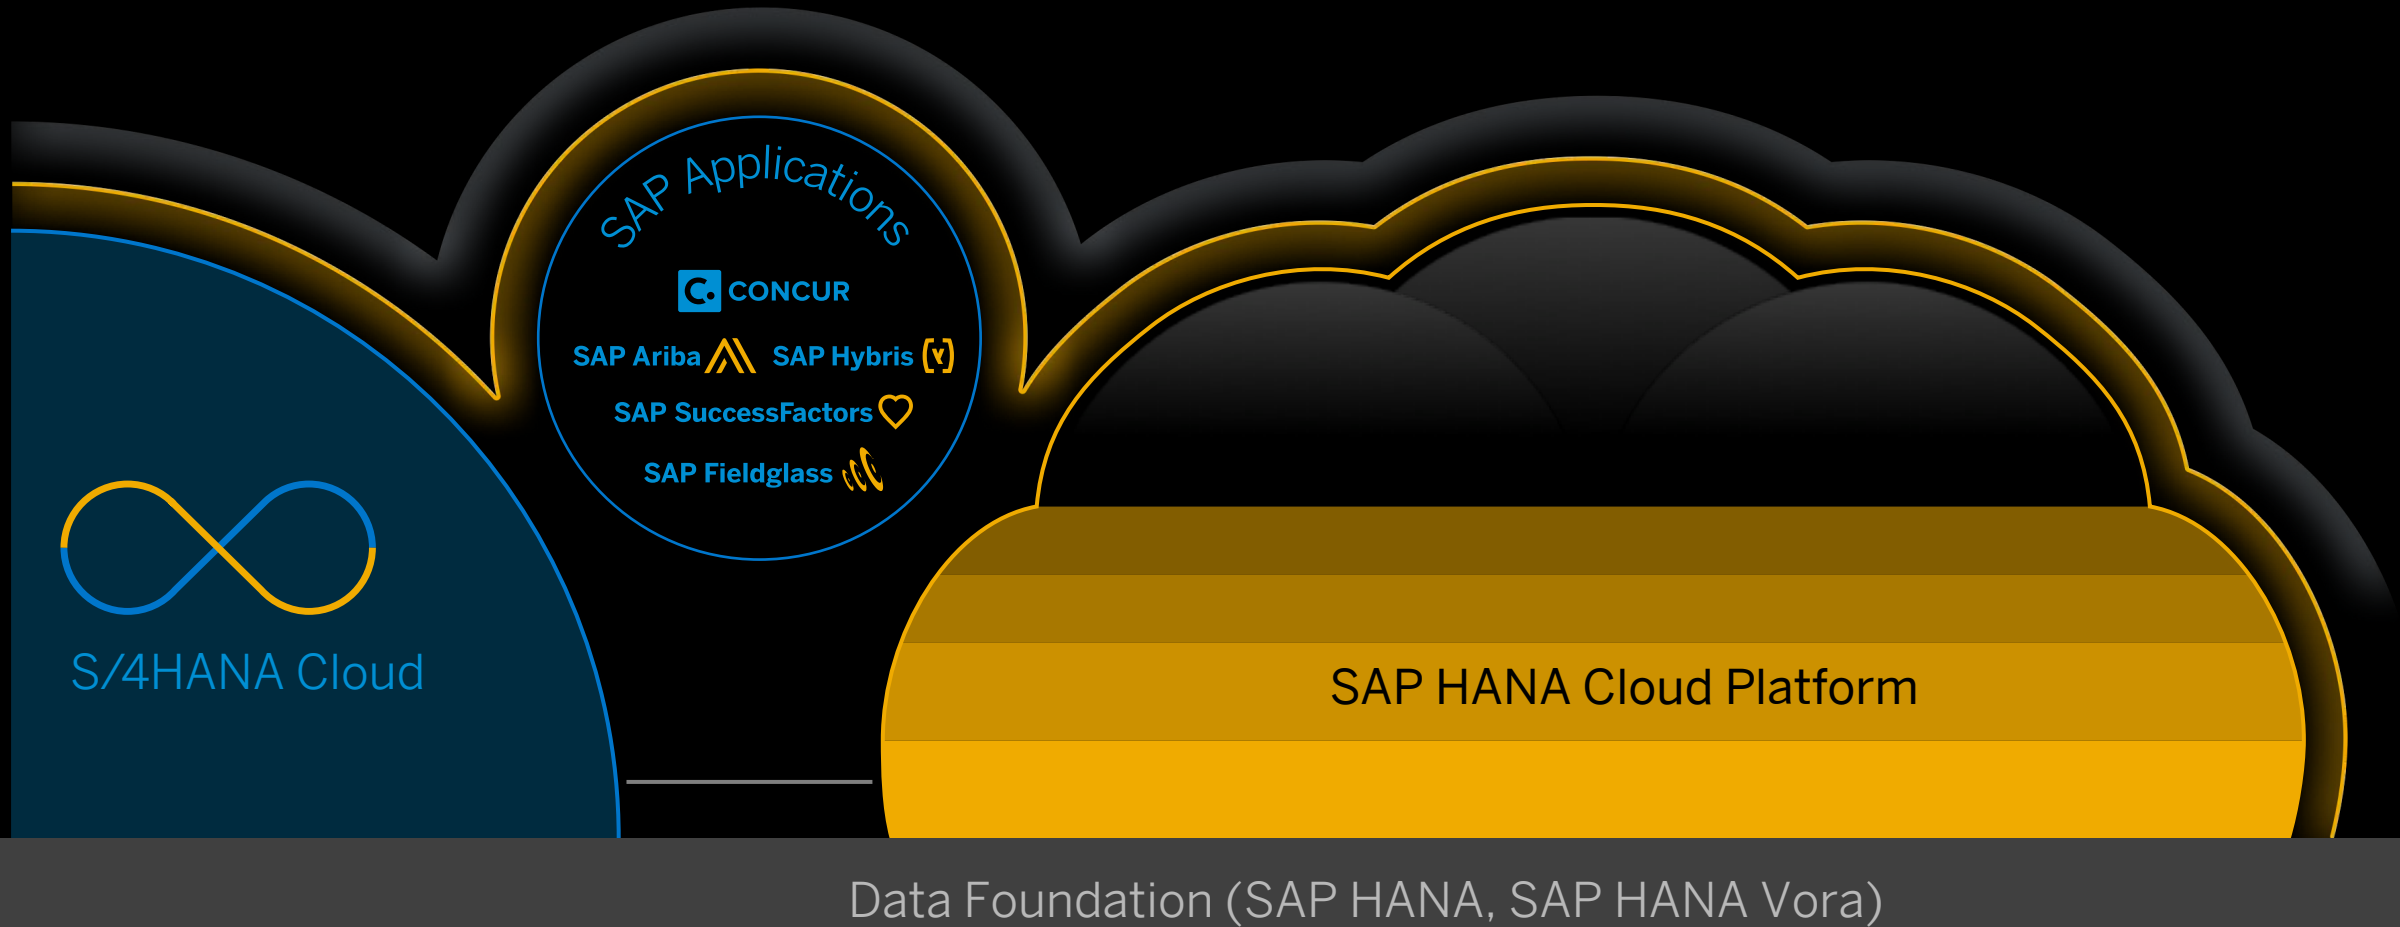 SAP Applications
C. CONCUR
SAP Ariba SAP Hybris
SAP SuccessFactors
SAP Fieldglass
S/4HANA Cloud
SAP HANA Cloud Platform
Data Foundation (SAP HANA, SAP HANA Vora)